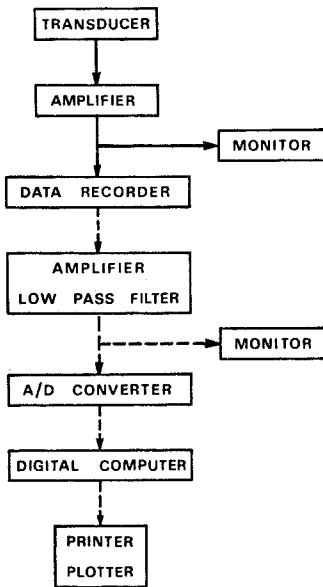 TRANSDUCER
AMPLIFIER
MONITOR
DATA RECORDER
AMPLIFIER
LOW PASS FILTER
MONITOR
A/D CONVERTER
DIGITAL COMPUTER
PRINTER
PLOTTER